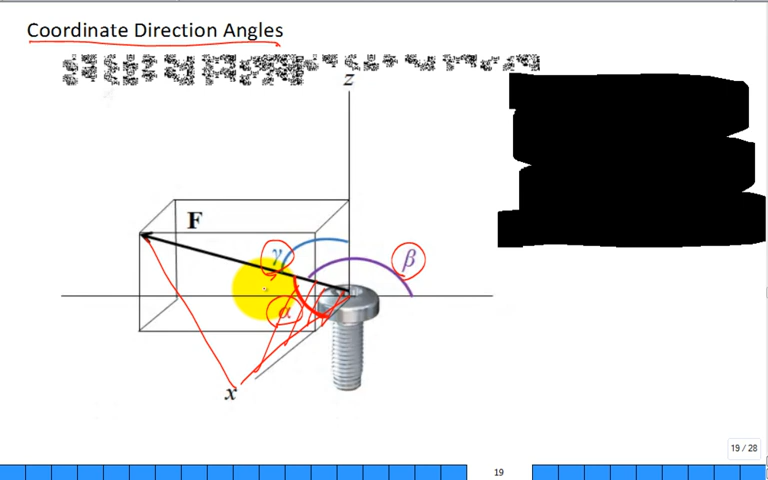 Coordinate Direction Angles
z
F
γ
β
α
x
19 / 28
19